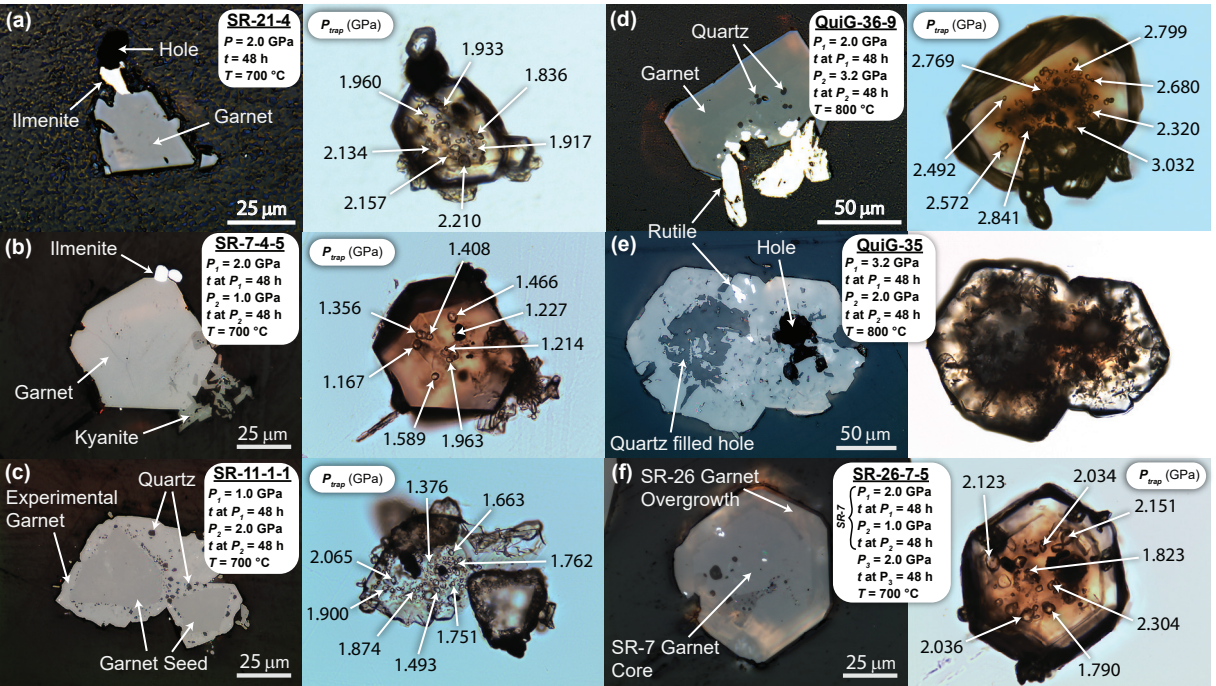 (a)
SR-21-4
P = 2.0 GPa
t = 48 h
T = 700 °C
Hole
Ilmenite
Garnet
25 μm
P_trap (GPa)
1.933
1.960
1.836
1.917
2.134
2.157
2.210
(b)
SR-7-4-5
P₁ = 2.0 GPa
t at P₁ = 48 h
P₂ = 1.0 GPa
t at P₂ = 48 h
T = 700 °C
Ilmenite
Garnet
Kyanite
25 μm
P_trap (GPa)
1.408
1.466
1.356
1.227
1.214
1.167
1.589
1.963
(c)
SR-11-1-1
P₁ = 1.0 GPa
t at P₁ = 48 h
P₂ = 2.0 GPa
t at P₂ = 48 h
T = 700 °C
Quartz
Experimental
Garnet
Garnet Seed
25 μm
P_trap (GPa)
1.376
1.663
2.065
1.762
1.900
1.874
1.493
1.751
(d)
QuiG-36-9
P₁ = 2.0 GPa
t at P₁ = 48 h
P₂ = 3.2 GPa
t at P₂ = 48 h
T = 800 °C
Quartz
Garnet
50 μm
Rutile
P_trap (GPa)
2.799
2.769
2.680
2.320
2.492
3.032
2.572
2.841
(e)
QuiG-35
P₁ = 3.2 GPa
t at P₁ = 48 h
P₂ = 2.0 GPa
t at P₂ = 48 h
T = 800 °C
Hole
Quartz filled hole
50 μm
(f)
SR-26-7-5
SR-7
P₁ = 2.0 GPa
t at P₁ = 48 h
P₂ = 1.0 GPa
t at P₂ = 48 h
P₃ = 2.0 GPa
t at P₃ = 48 h
T = 700 °C
SR-26 Garnet
Overgrowth
SR-7 Garnet
Core
25 μm
P_trap (GPa)
2.123
2.034
2.151
1.823
2.304
2.036
1.790